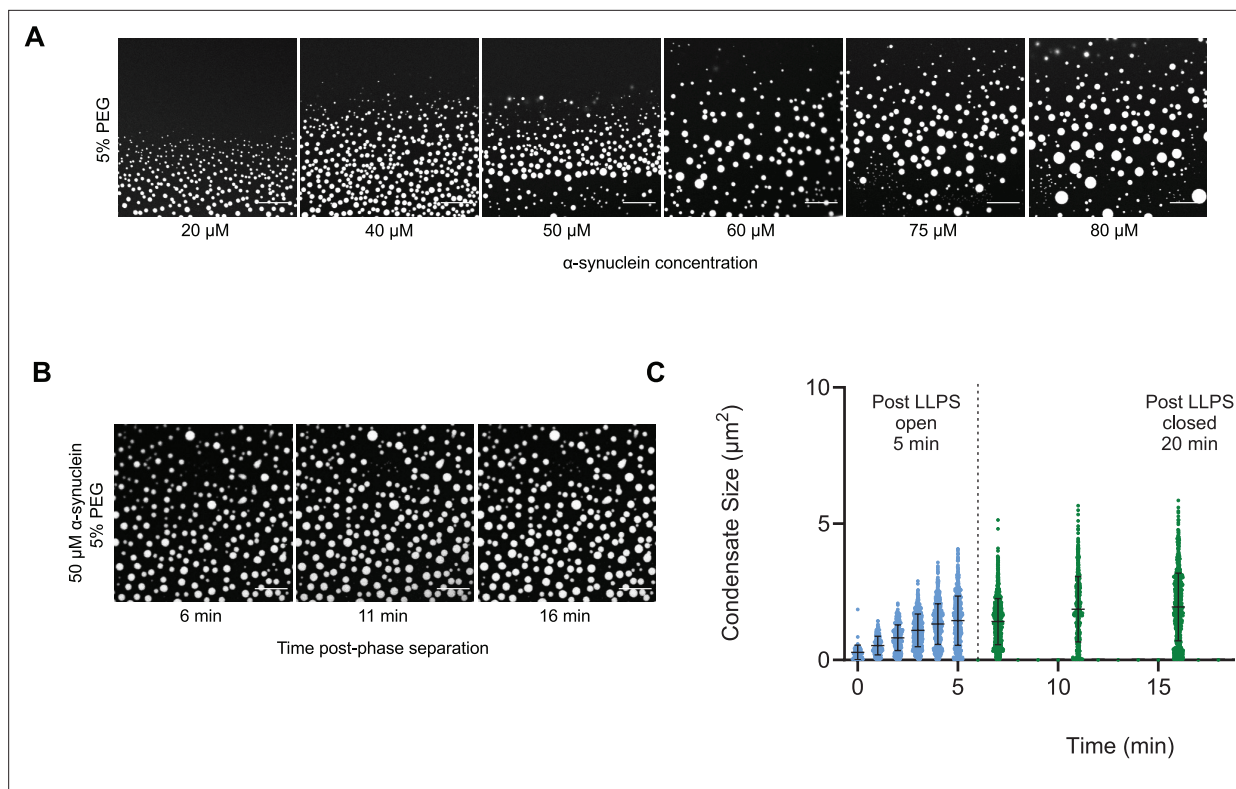 A
5% PEG
20 µM
40 µM
50 µM
60 µM
75 µM
80 µM
α-synuclein concentration
B
50 µM α-synuclein
5% PEG
6 min
11 min
16 min
Time post-phase separation
C
Condensate Size (µm²)
10
5
0
Post LLPS
open
5 min
Post LLPS
closed
20 min
0
5
10
15
Time (min)